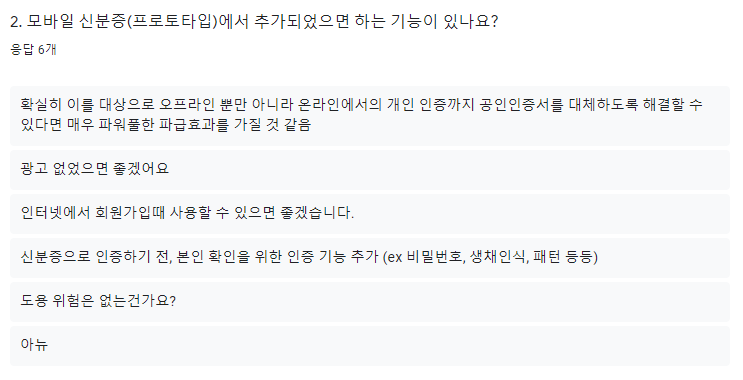 2. 모바일 신분증(프로토타입)에서 추가되었으면 하는 기능이 있나요?
응답 6개
확실히 이를 대상으로 오프라인 뿐만 아니라 온라인에서의 개인 인증까지 공인인증서를 대체하도록 해결할 수
있다면 매우 파워풀한 파급효과를 가질 것 같음
광고 없었으면 좋겠어요
인터넷에서 회원가입때 사용할 수 있으면 좋겠습니다.
신분증으로 인증하기 전, 본인 확인을 위한 인증 기능 추가 (ex 비밀번호, 생채인식, 패턴 등등)
도용 위험은 없는건가요?
아뉴